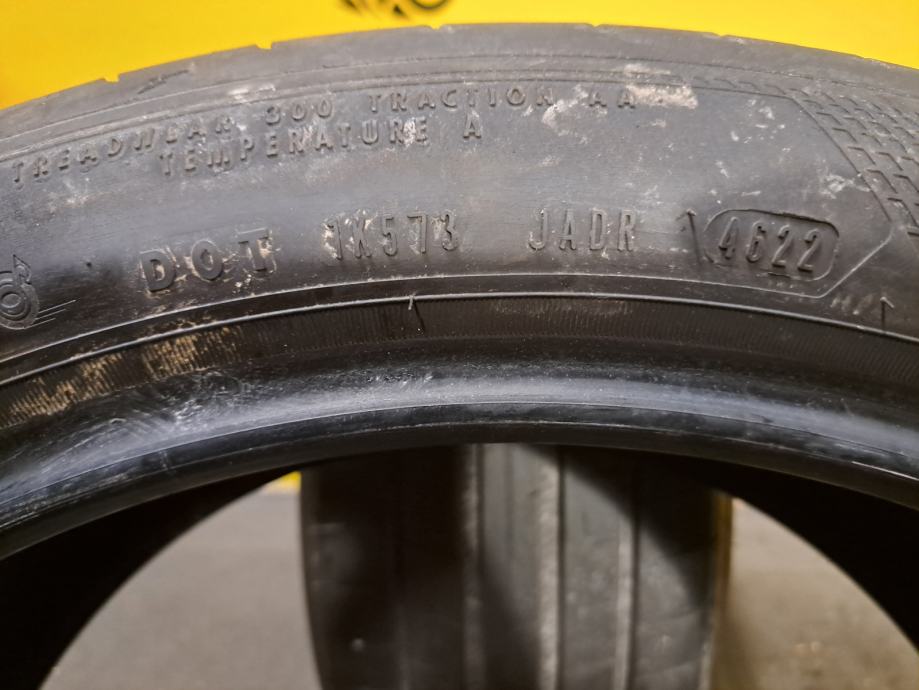 TREADWEAR 300 TRACTION AA
TEMPERATURE A
DOT 1K573 JADR 4622